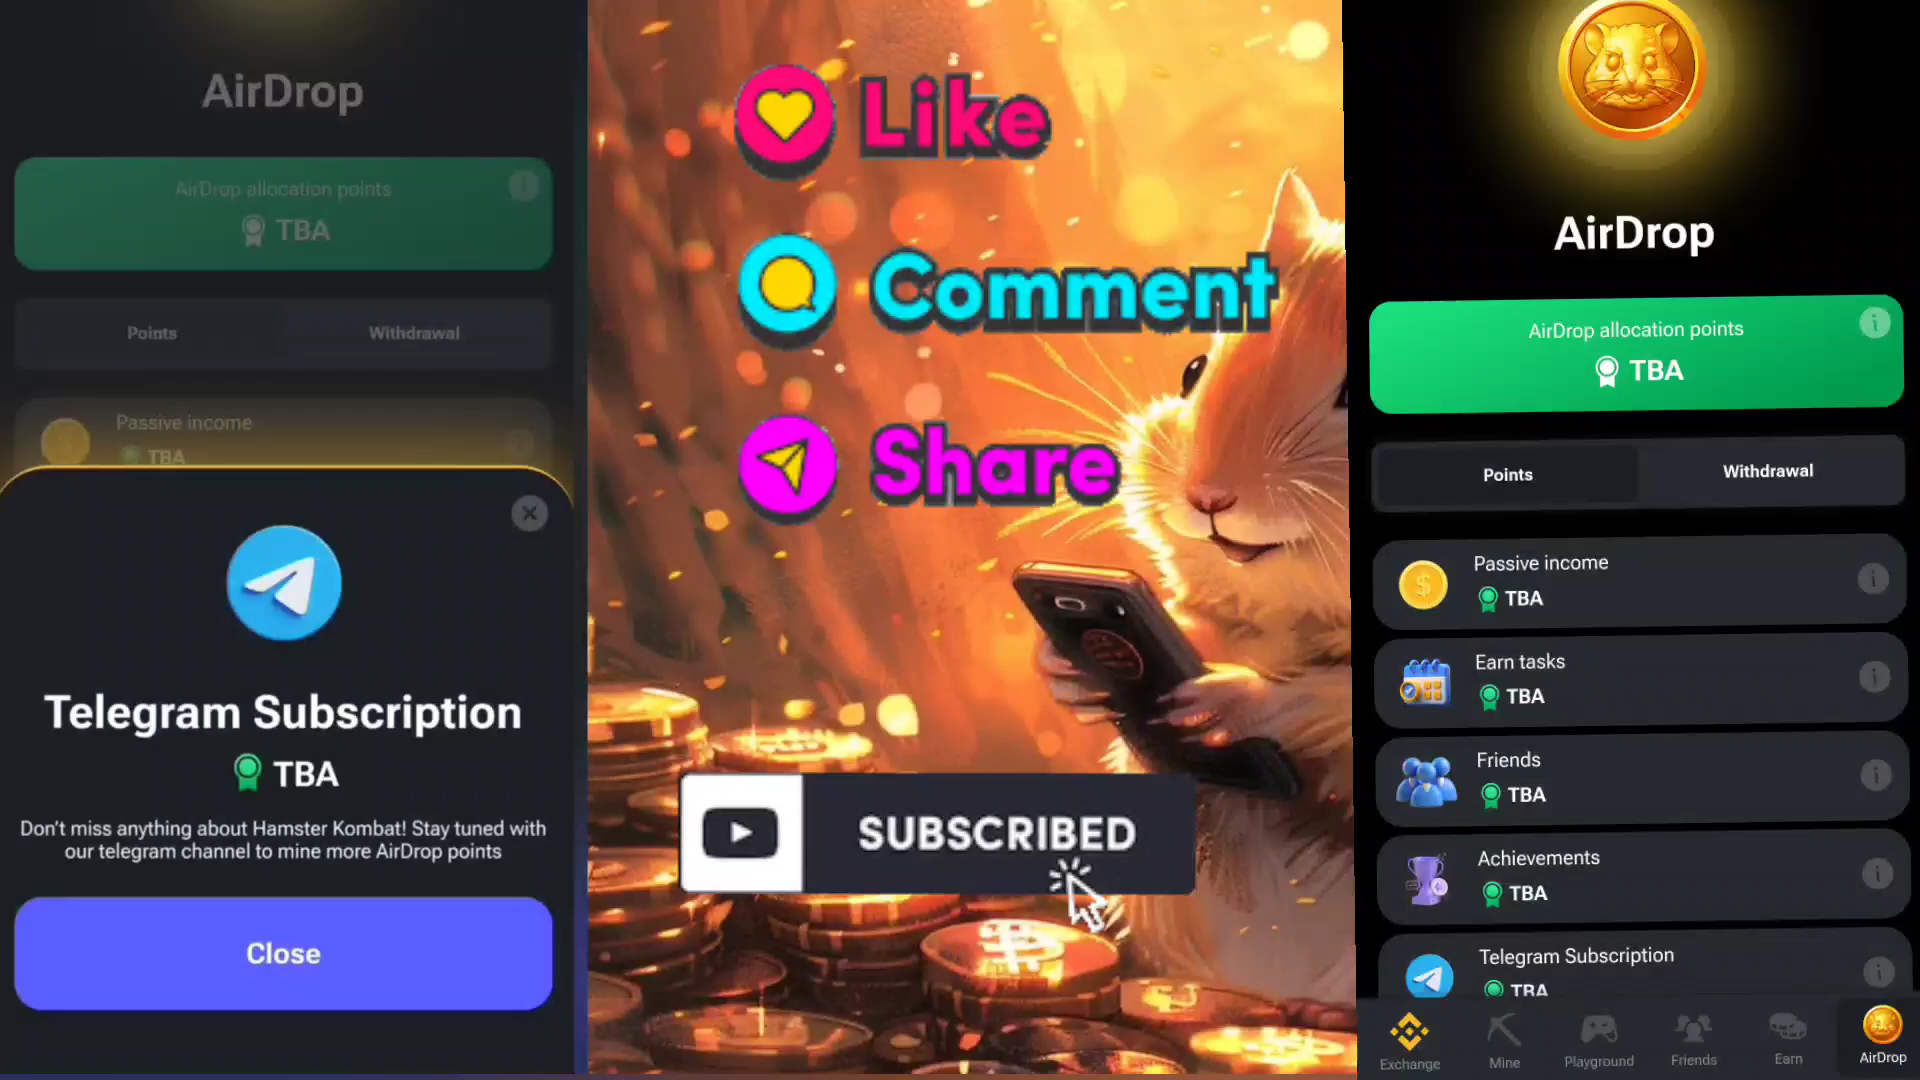 AirDrop
AirDrop allocation points
TBA
Points
Withdrawal
Passive income
TBA
Telegram Subscription
TBA
Don't miss anything about Hamster Kombat! Stay tuned with
our telegram channel to mine more AirDrop points
Close
Like
Comment
Share
SUBSCRIBED
AirDrop
AirDrop allocation points
TBA
Points
Withdrawal
Passive income
TBA
Earn tasks
TBA
Friends
TBA
Achievements
TBA
Telegram Subscription
TBA
Exchange
Mine
Playground
Friends
Earn
AirDrop